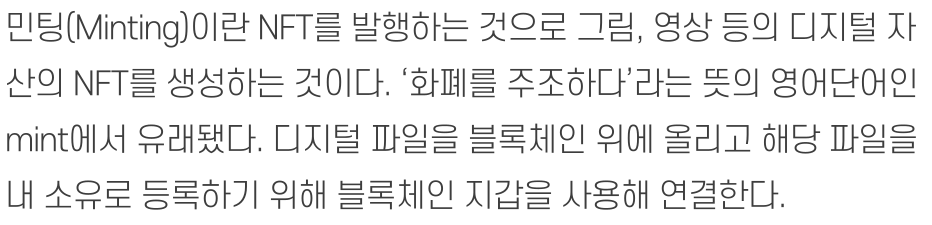 민팅(Minting)이란 NFT를 발행하는 것으로 그림, 영상 등의 디지털 자
산의 NFT를 생성하는 것이다. ‘화폐를 주조하다’라는 뜻의 영어단어인
mint에서 유래됐다. 디지털 파일을 블록체인 위에 올리고 해당 파일을
내 소유로 등록하기 위해 블록체인 지갑을 사용해 연결한다.